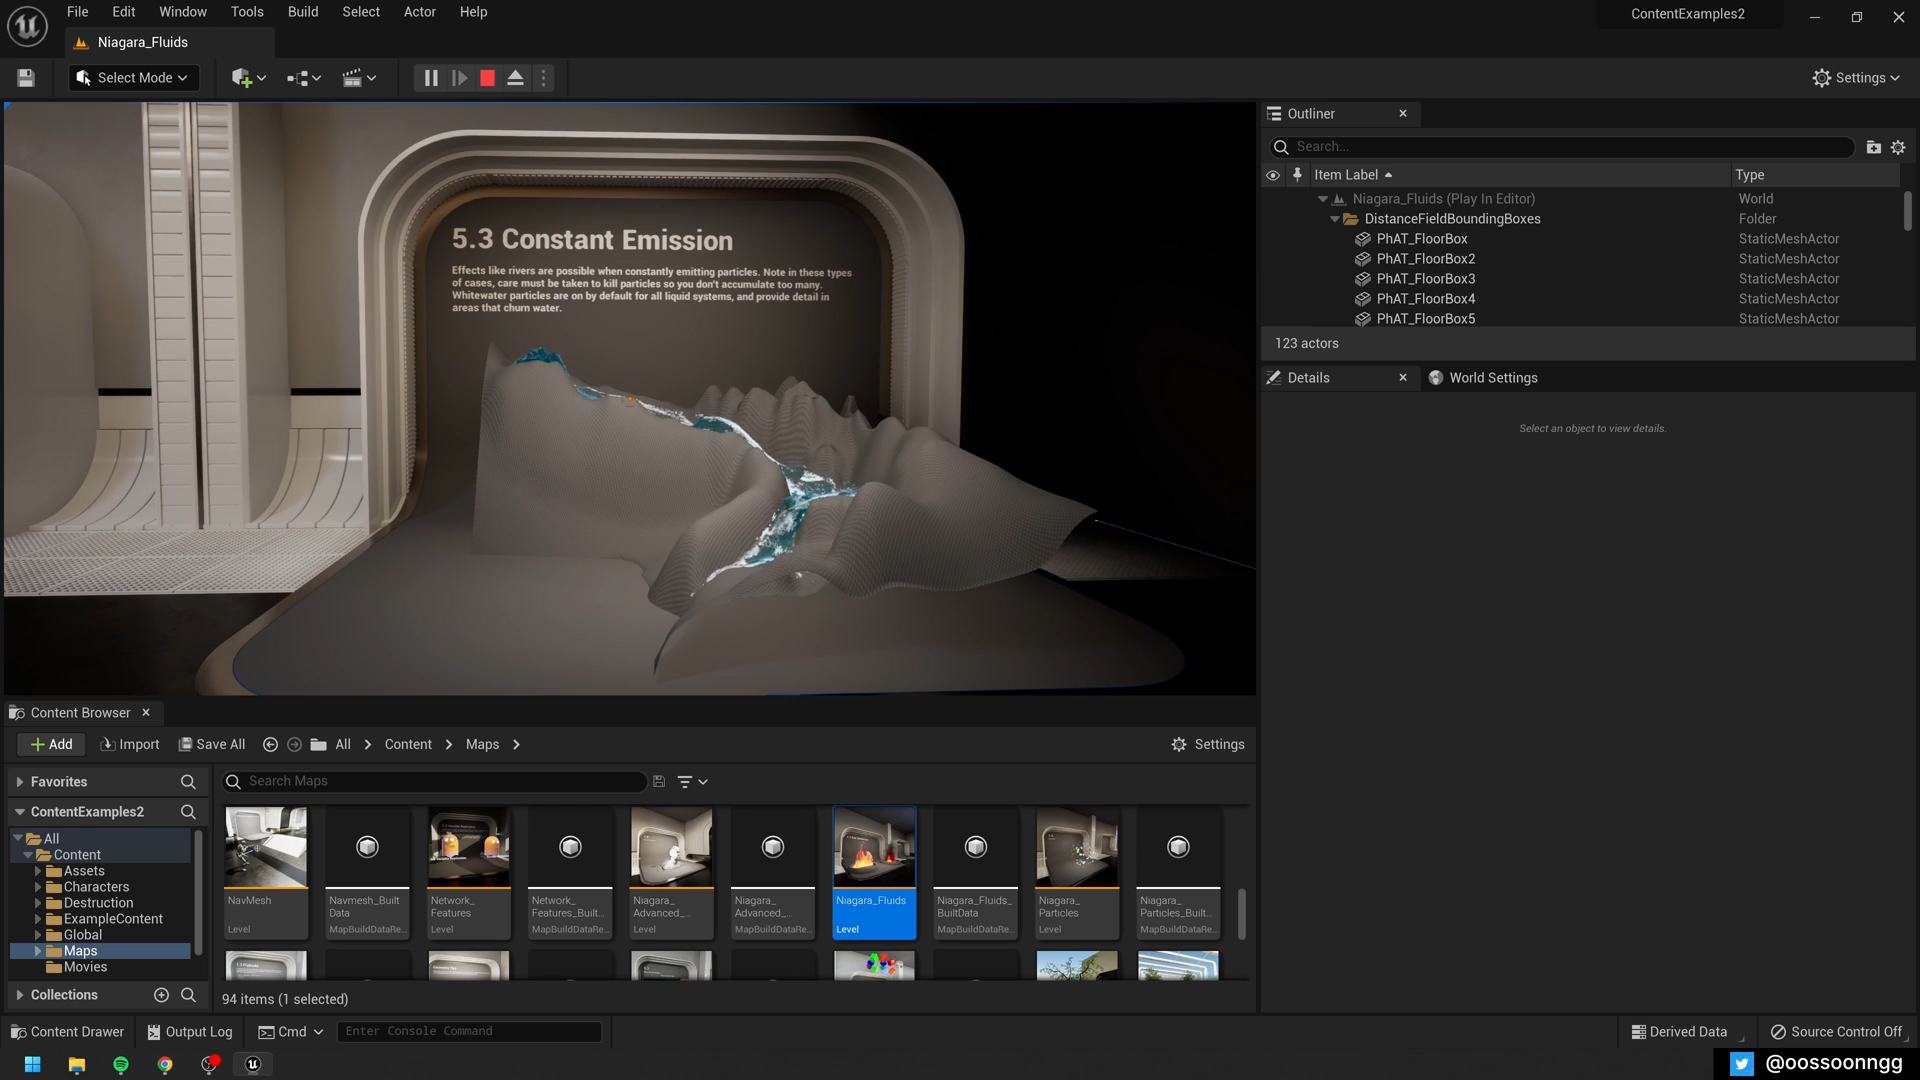 File Edit Window Tools Build Select Actor Help
ContentExamples2
Niagara_Fluids
Select Mode
Settings
5.3 Constant Emission
Effects like rivers are possible when constantly emitting particles. Note in these types
of cases, care must be taken to kill particles so you don't accumulate too many.
Whitewater particles are on by default for all liquid systems, and provide detail in
areas that churn water.
Outliner
Search...
Item Label Type
Niagara_Fluids (Play In Editor) World
DistanceFieldBoundingBoxes Folder
PhAT_FloorBox StaticMeshActor
PhAT_FloorBox2 StaticMeshActor
PhAT_FloorBox3 StaticMeshActor
PhAT_FloorBox4 StaticMeshActor
PhAT_FloorBox5 StaticMeshActor
123 actors
Details World Settings
Select an object to view details.
Content Browser
Add Import Save All All Content Maps Settings
Favorites
Search Maps
ContentExamples2
All
Content
Assets
Characters
Destruction
ExampleContent
Global
Maps
Movies
Collections
NavMesh
Level
Navmesh_Built
Data
MapBuildDataRe...
Network_
Features
Level
Network_
Features_Built...
MapBuildDataRe...
Niagara_
Advanced_...
Level
Niagara_
Advanced_...
MapBuildDataRe...
Niagara_Fluids
Level
Niagara_Fluids_
BuiltData
MapBuildDataRe...
Niagara_
Particles
Level
Niagara_
Particles_Built...
MapBuildDataRe...
94 items (1 selected)
Content Drawer Output Log Cmd Enter Console Command Derived Data Source Control Off
@oossoonngg